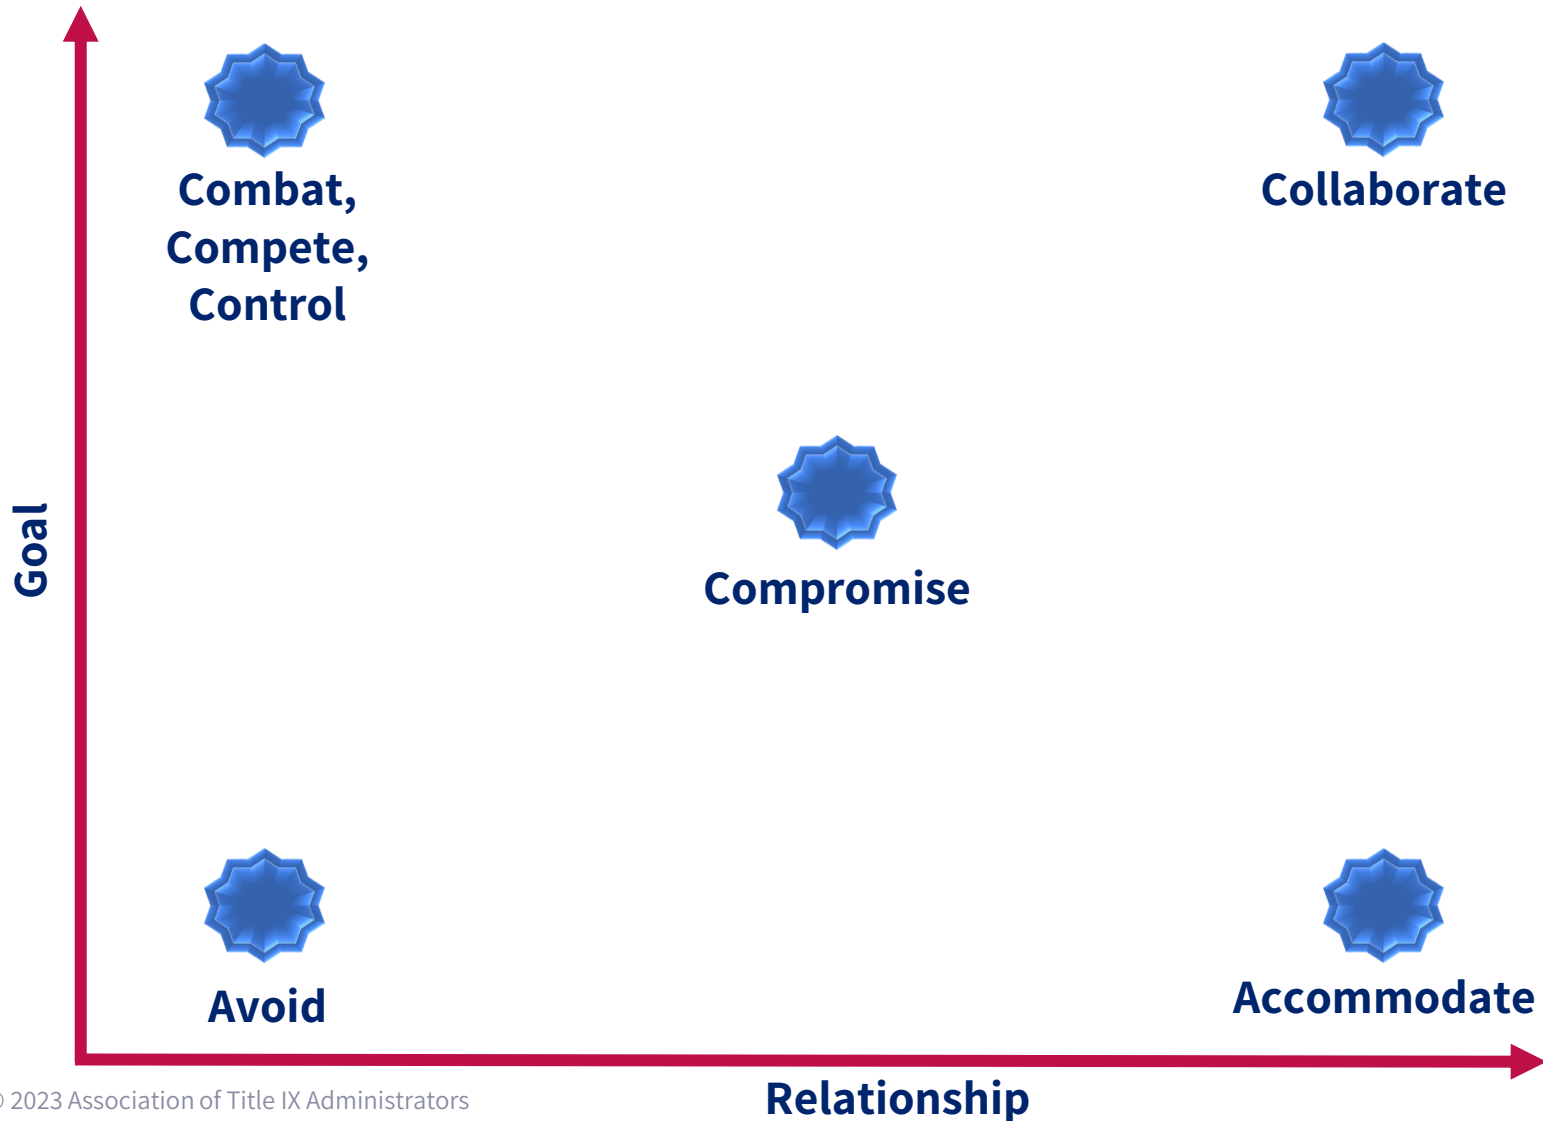 Combat,
Compete,
Control
Collaborate
Goal
Compromise
Avoid
Accommodate
Relationship
© 2023 Association of Title IX Administrators